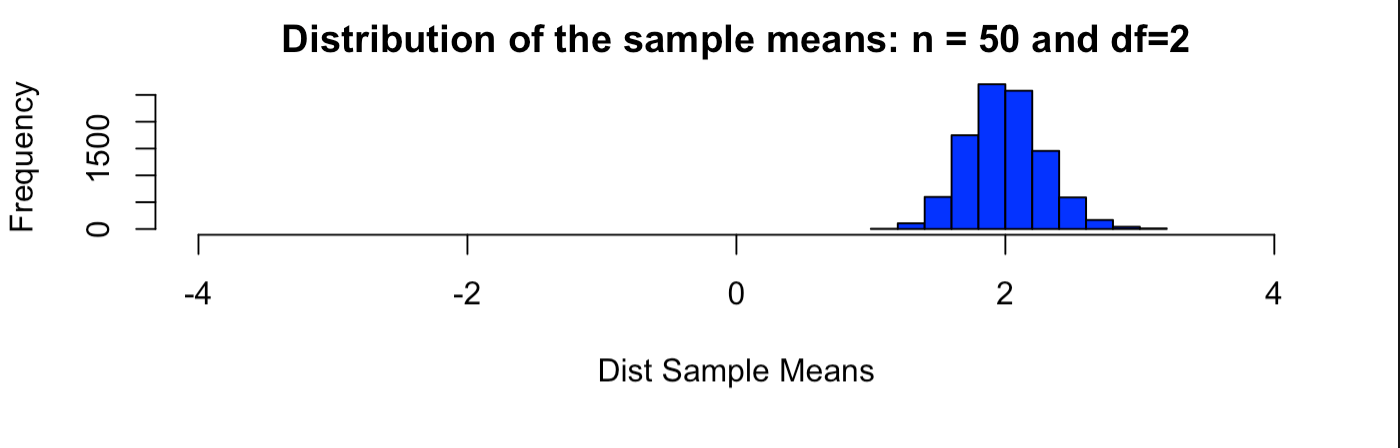 Distribution of the sample means: n = 50 and df=2
Frequency
1500
0
-4 -2 0 2 4
Dist Sample Means